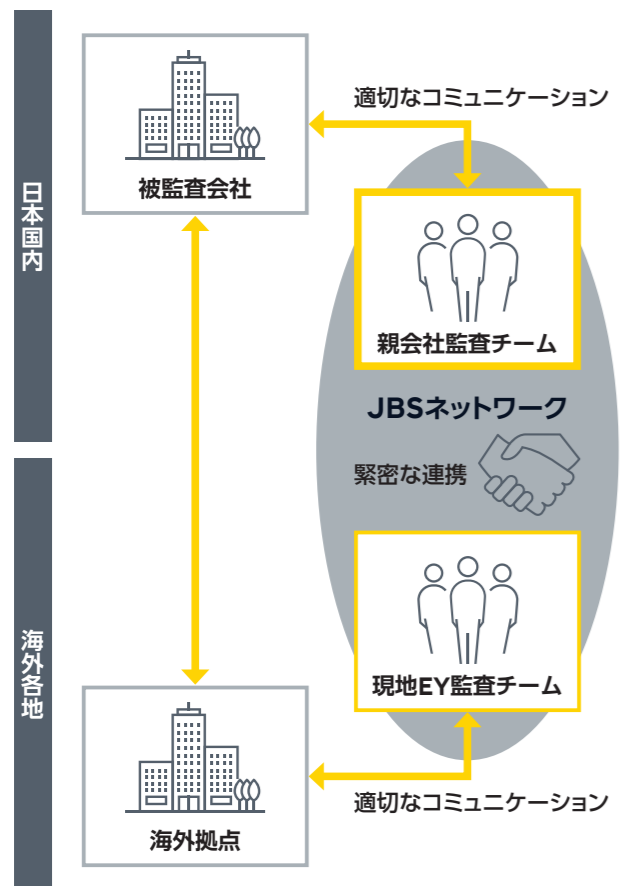 日本国内
被監査会社
適切なコミュニケーション
親会社監査チーム
JBSネットワーク
緊密な連携
海外各地
現地EY監査チーム
適切なコミュニケーション
海外拠点